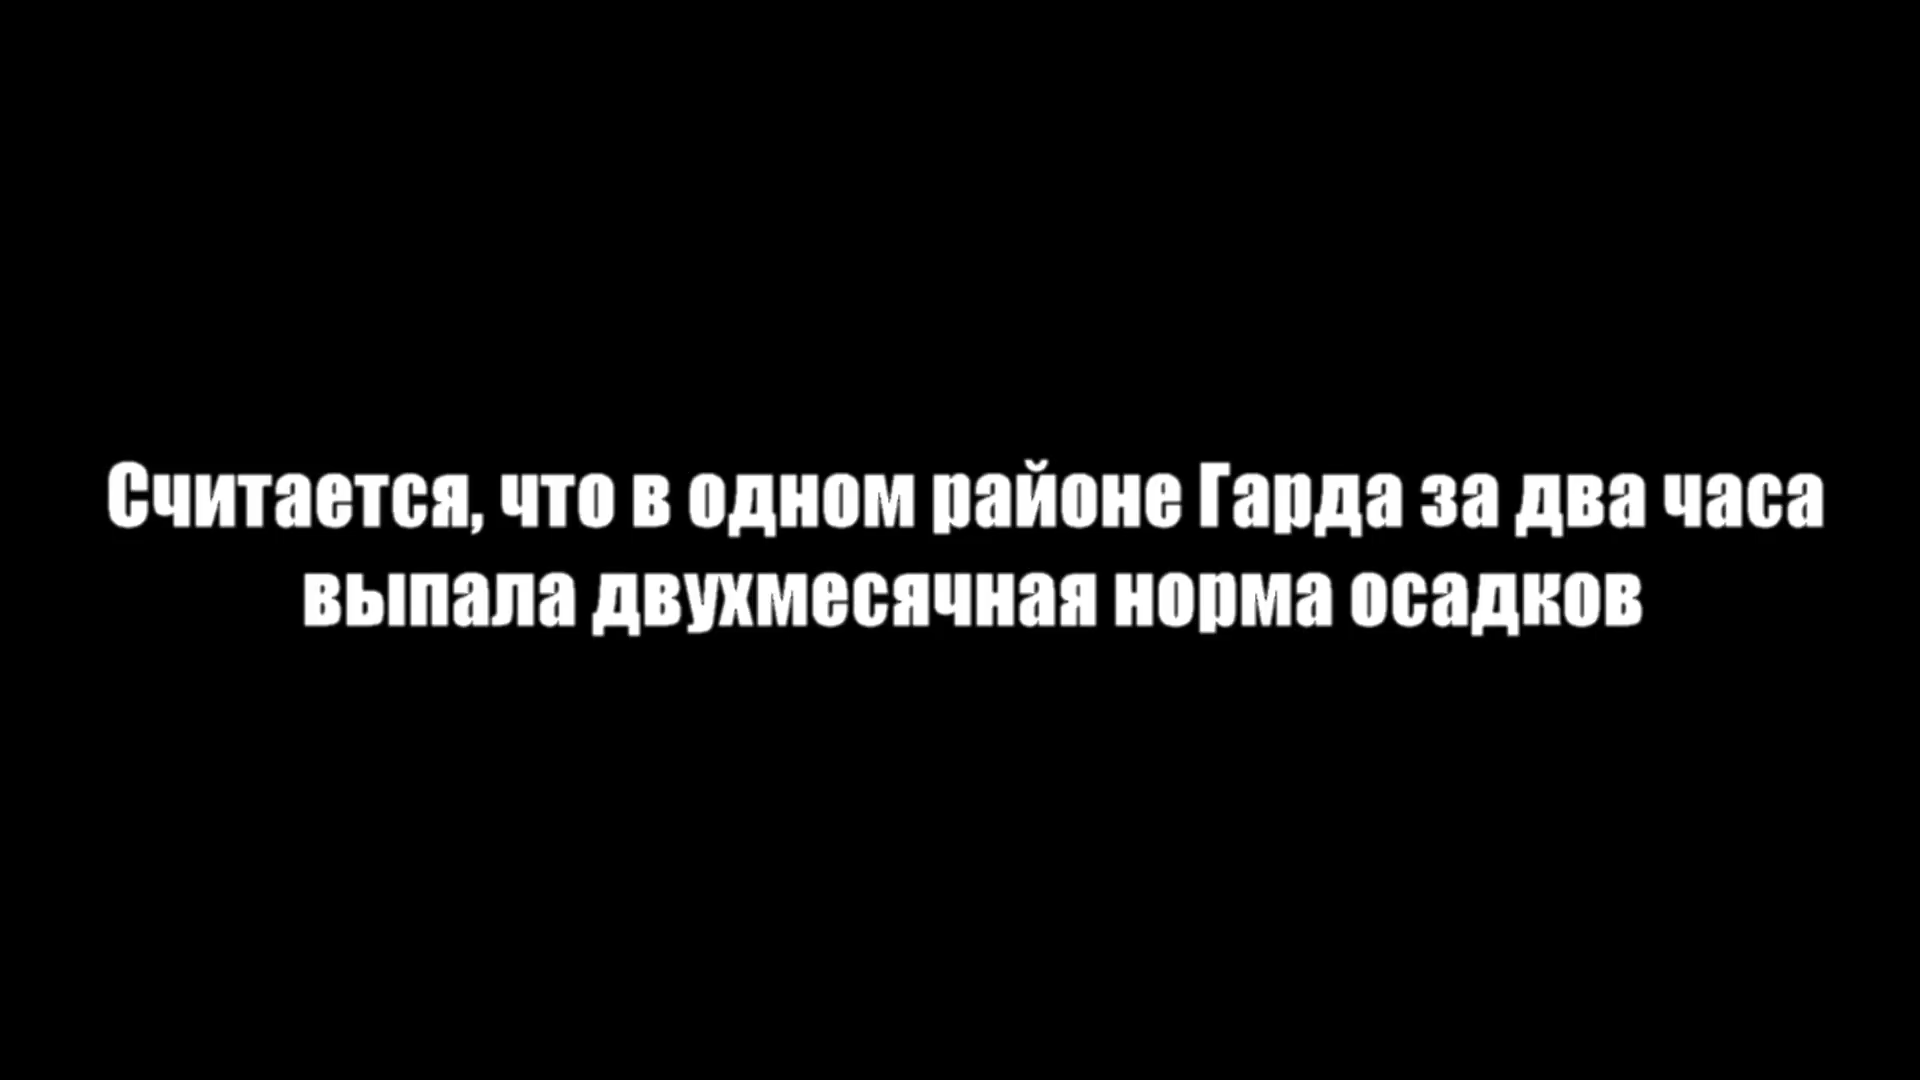 Считается, что в одном районе Гарда за два часа
выпала двухмесячная норма осадков